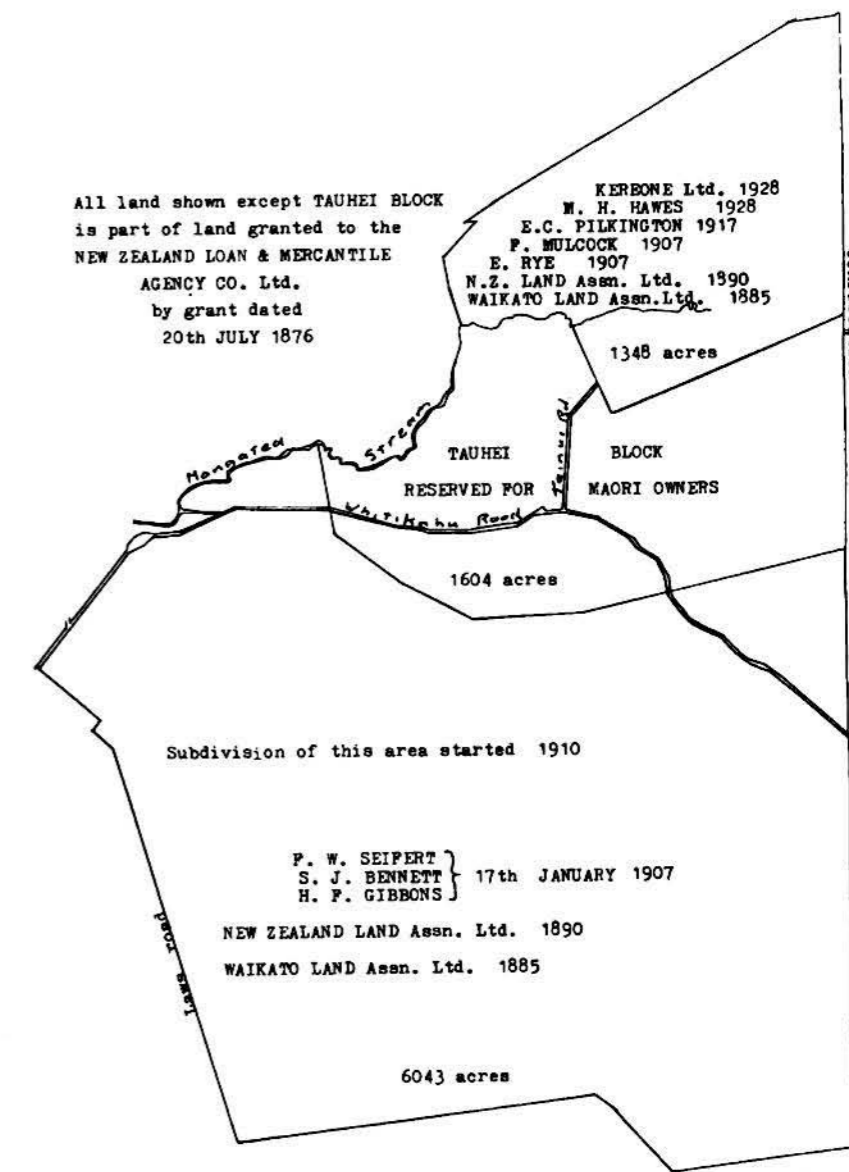 All land shown except TAUHEI BLOCK
is part of land granted to the
NEW ZEALAND LOAN & MERCANTILE
AGENCY CO. Ltd.
by grant dated
20th JULY 1876
KERBONE Ltd. 1928
M. H. HAWES 1928
E.C. PILKINGTON 1917
F. MULCOCK 1907
E. RYE 1907
N.Z. LAND Assn. Ltd. 1890
WAIKATO LAND Assn.Ltd. 1885
1348 acres
Mangateo Stream
Tainui Rd
TAUHEI BLOCK
RESERVED FOR MAORI OWNERS
Whitikahu Road
1604 acres
Subdivision of this area started 1910
F. W. SEIFERT
S. J. BENNETT
H. F. GIBBONS
17th JANUARY 1907
NEW ZEALAND LAND Assn. Ltd. 1890
WAIKATO LAND Assn. Ltd. 1885
Laws road
6043 acres